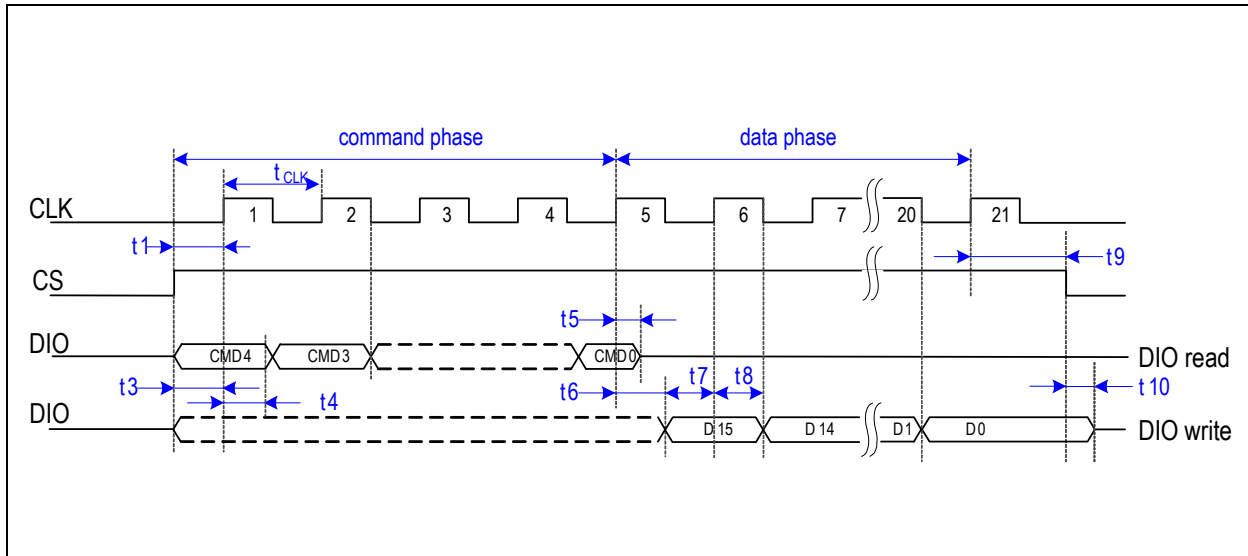 command phase data phase
tCLK
CLK 1 2 3 4 5 6 7 20 21
t1
t9
CS
t5
DIO CMD4 CMD3 CMD0 DIO read
t3 t4 t6 t7 t8 t10
DIO D15 D14 D1 D0 DIO write